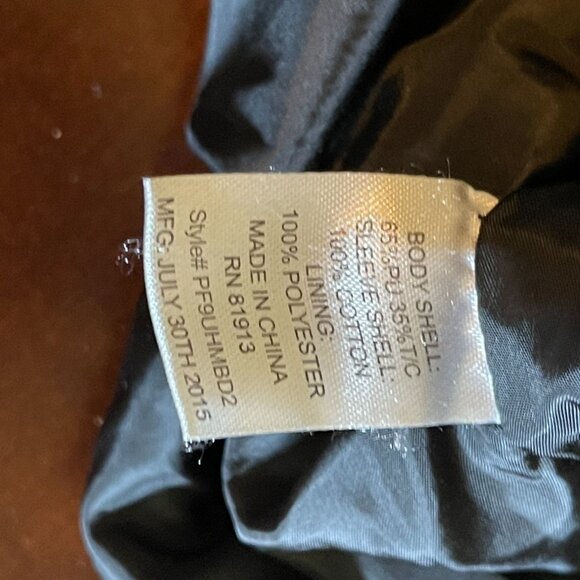 BODY SHELL:
65%PU 35%T/C
SLEEVE SHELL:
100% COTTON
LINING:
100% POLYESTER
MADE IN CHINA
RN 81913
Style# PF9UHMBD2
MFG: JULY 30TH 2015